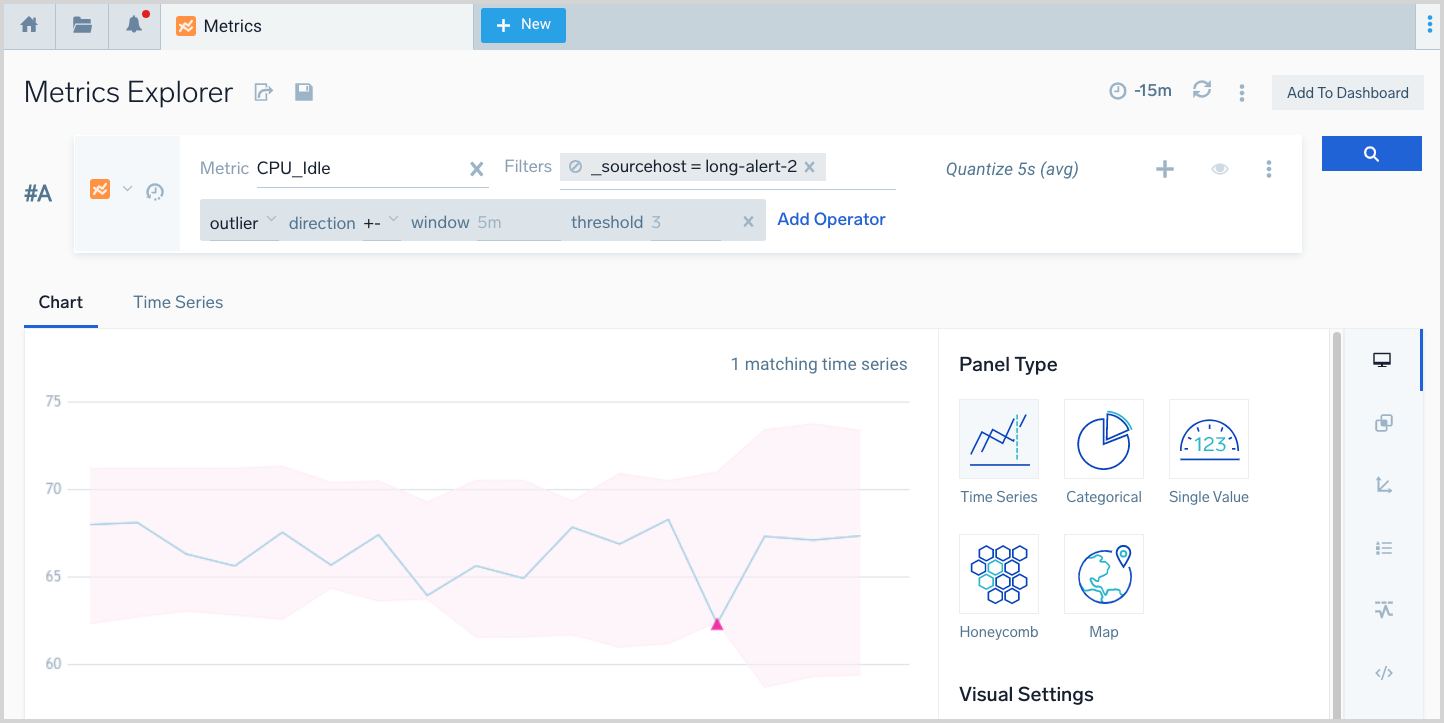 Metrics
+ New
Metrics Explorer
-15m
Add To Dashboard
#A
Metric CPU_Idle
Filters _sourcehost = long-alert-2
Quantize 5s (avg)
outlier direction +- window 5m threshold 3
Add Operator
Chart
Time Series
1 matching time series
75
70
65
60
Panel Type
Time Series
Categorical
123
Single Value
Honeycomb
Map
Visual Settings